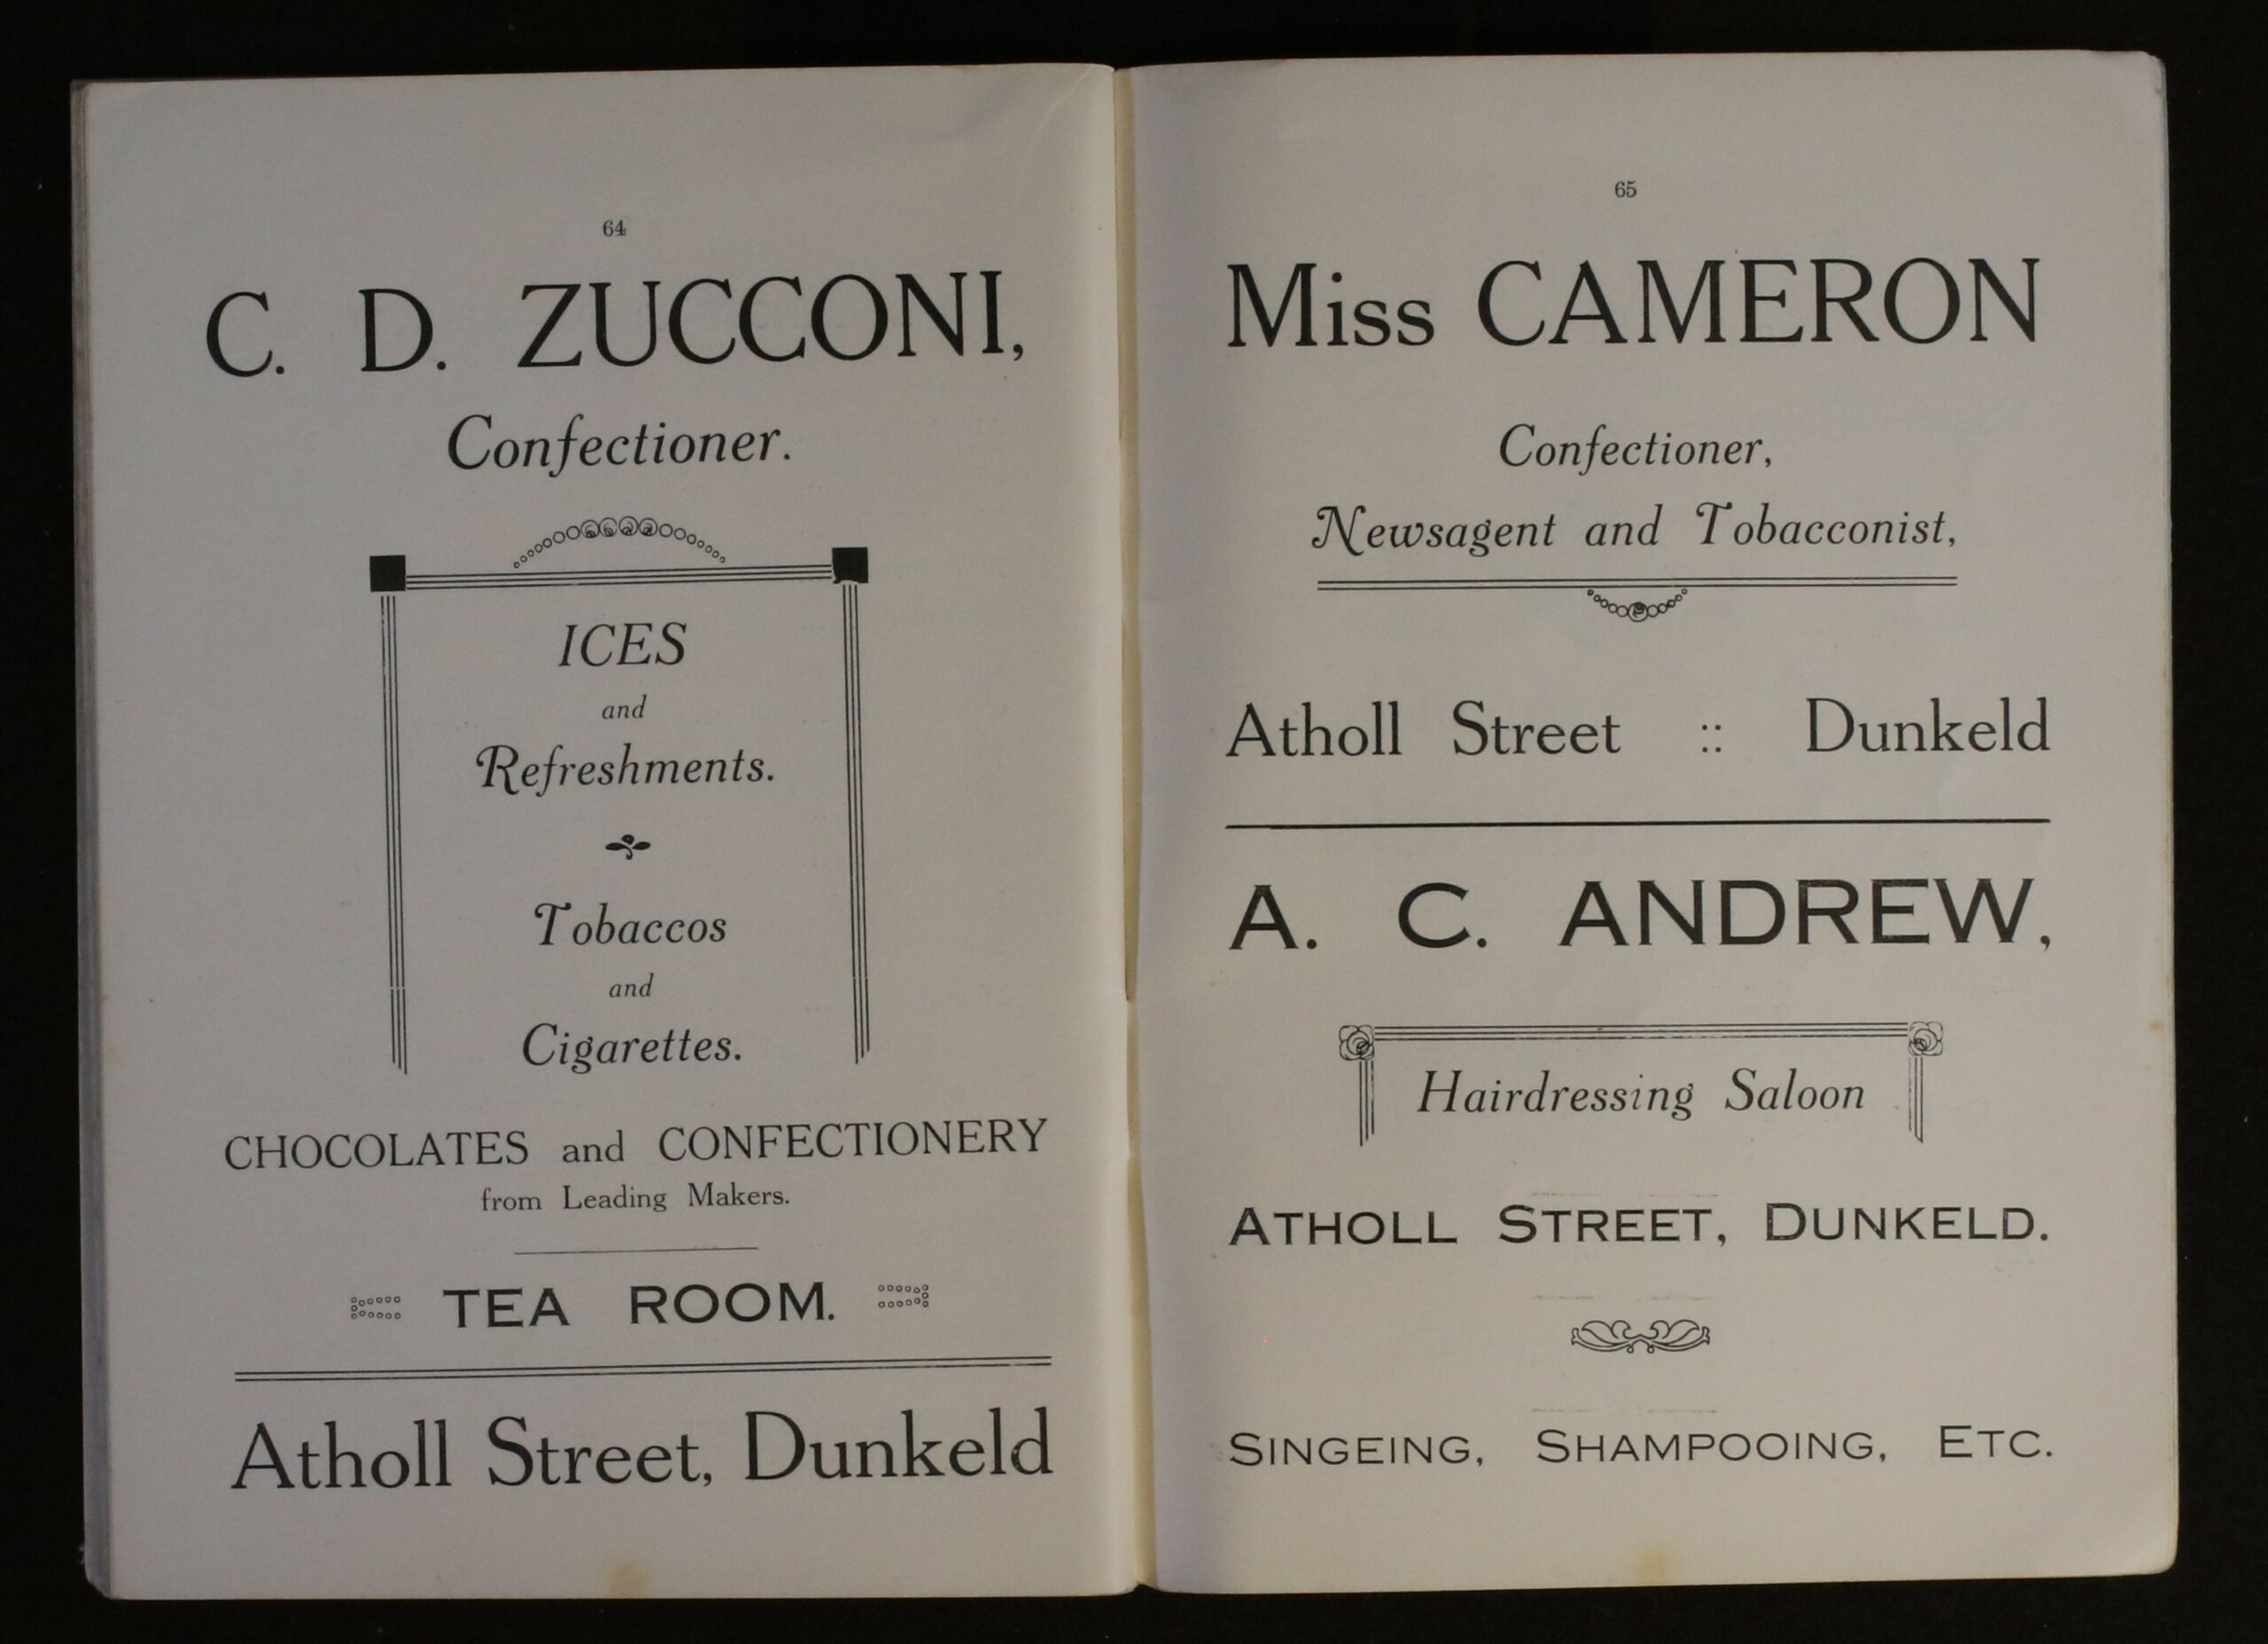 64
C. D. ZUCCONI,
Confectioner.
ICES
and
Refreshments.
Tobaccos
and
Cigarettes.
CHOCOLATES and CONFECTIONERY
from Leading Makers.
TEA ROOM.
Atholl Street, Dunkeld
65
Miss CAMERON
Confectioner,
Newsagent and Tobacconist,
Atholl Street :: Dunkeld
A. C. ANDREW,
Hairdressing Saloon
ATHOLL STREET, DUNKELD.
SINGEING, SHAMPOOING, ETC.